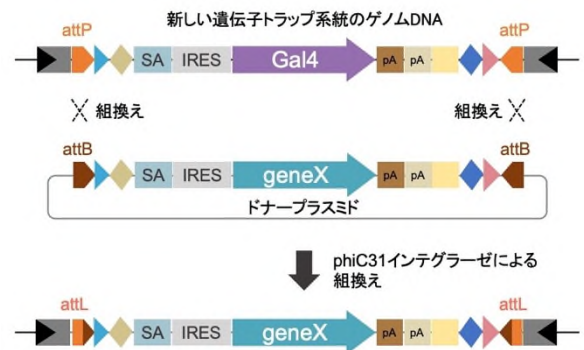 新しい遺伝子トラップ系統のゲノムDNA
attP
attP
SA
IRES
Gal4
pA
pA
組換え
組換え
attB
attB
SA
IRES
geneX
pA
pA
ドナープラスミド
phiC31インテグラーゼによる
組換え
attL
attL
SA
IRES
geneX
pA
pA